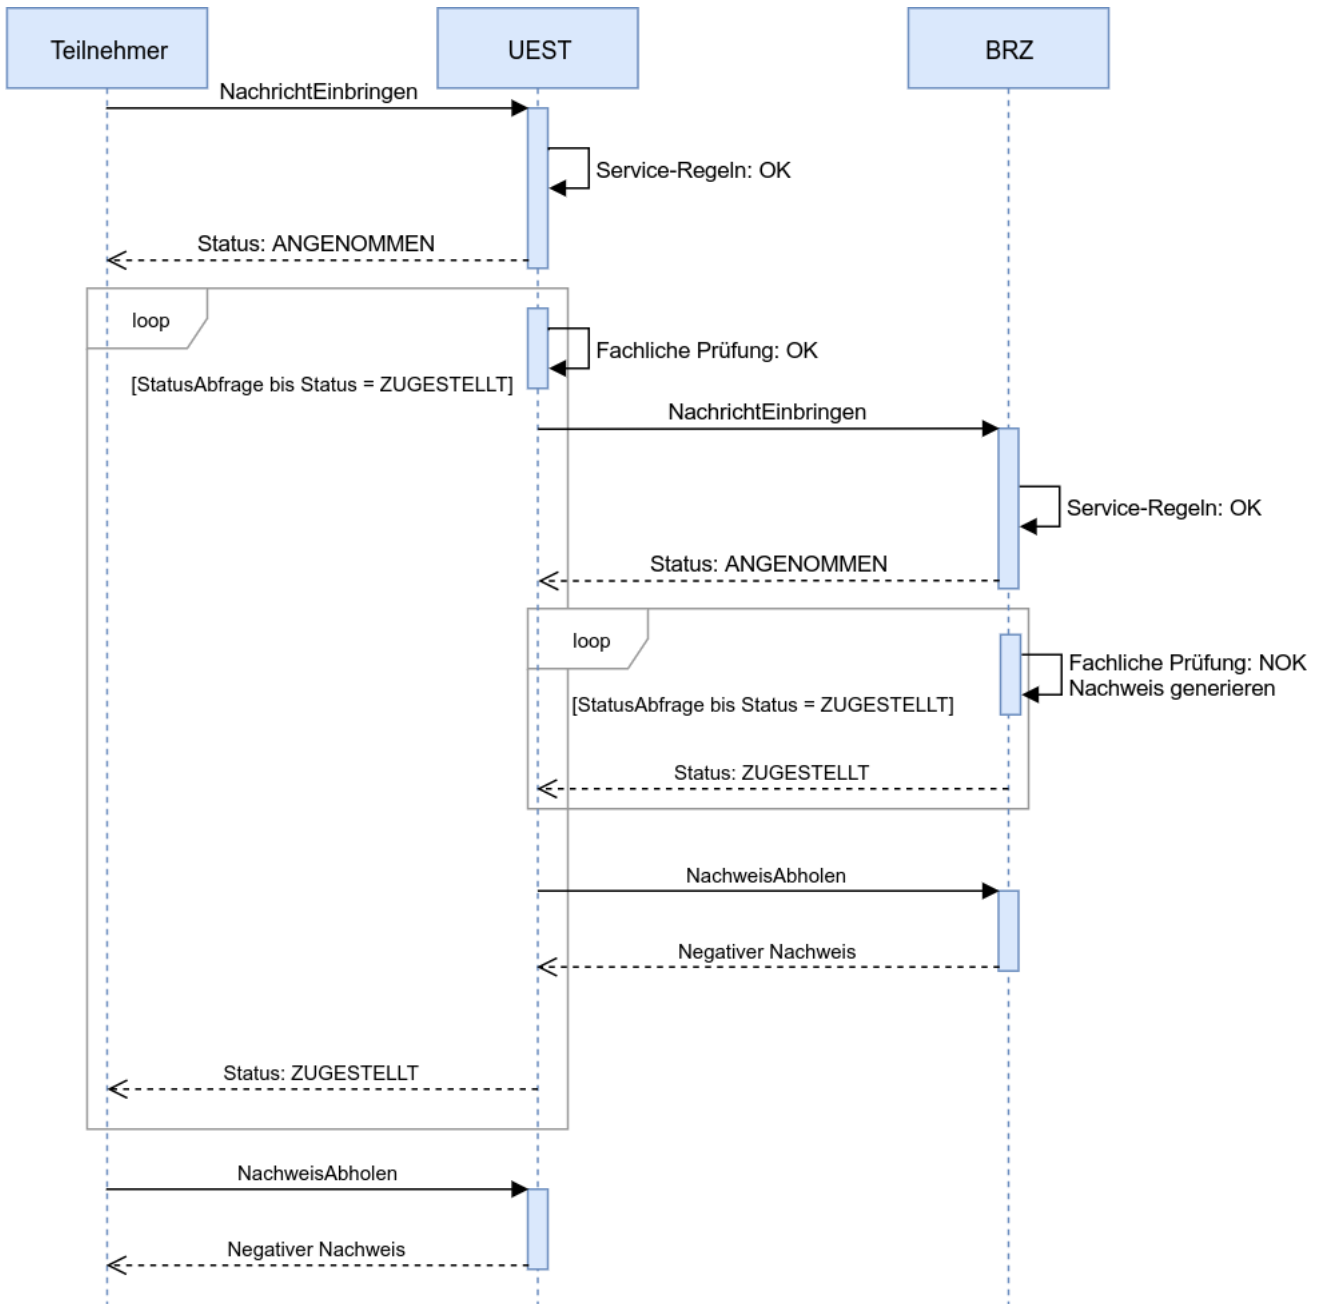 Teilnehmer
UEST
BRZ
NachrichtEinbringen
Service-Regeln: OK
Status: ANGENOMMEN
loop
Fachliche Prüfung: OK
[StatusAbfrage bis Status = ZUGESTELLT]
NachrichtEinbringen
Service-Regeln: OK
Status: ANGENOMMEN
loop
Fachliche Prüfung: NOK
Nachweis generieren
[StatusAbfrage bis Status = ZUGESTELLT]
Status: ZUGESTELLT
NachweisAbholen
Negativer Nachweis
Status: ZUGESTELLT
NachweisAbholen
Negativer Nachweis